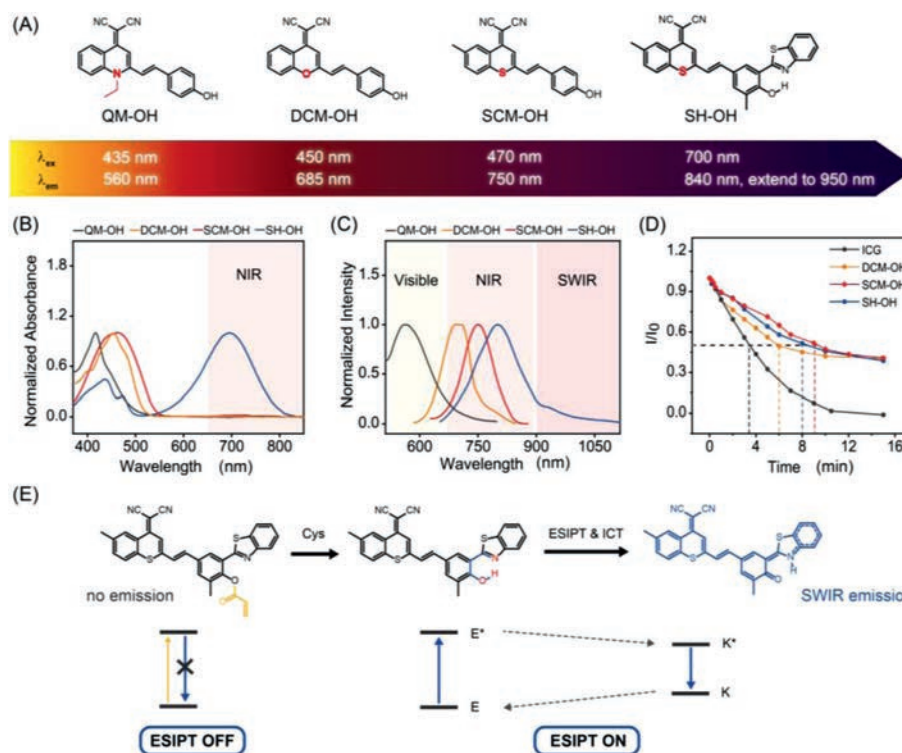 (A)
NC CN
NC CN
NC CN
NC CN
N
O
S
S
S
N
H
O
OH
OH
OH
QM-OH
DCM-OH
SCM-OH
SH-OH
λex 435 nm 450 nm 470 nm 700 nm
λem 560 nm 685 nm 750 nm 840 nm, extend to 950 nm
(B)
QM-OH DCM-OH SCM-OH SH-OH
NIR
Normalized Absorbance
1.8
1.2
0.6
0.0
400 500 600 700 800
Wavelength (nm)
(C)
QM-OH DCM-OH SCM-OH SH-OH
Visible NIR SWIR
Normalized Intensity
1.5
1.0
0.5
0.0
600 750 900 1050
Wavelength (nm)
(D)
ICG
DCM-OH
SCM-OH
SH-OH
I/I0
1.2
0.9
0.6
0.3
0.0
0 4 8 12 16
Time (min)
(E)
NC CN
S
S
N
O
O
no emission
Cys
NC CN
S
S
N
H
O
ESIPT & ICT
NC CN
S
S
N
H
O
SWIR emission
E*
K*
K
E
ESIPT OFF
ESIPT ON